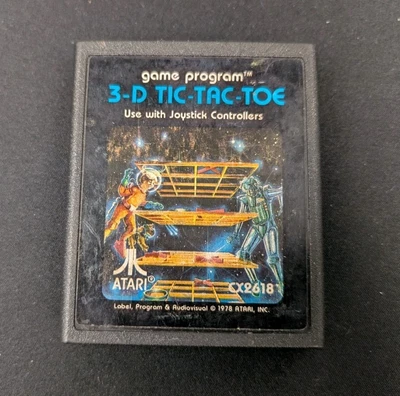 game program™
3-D TIC-TAC-TOE
Use with Joystick Controllers
ATARI®
CX2618
Label, Program & Audiovisual © 1978 ATARI, INC.